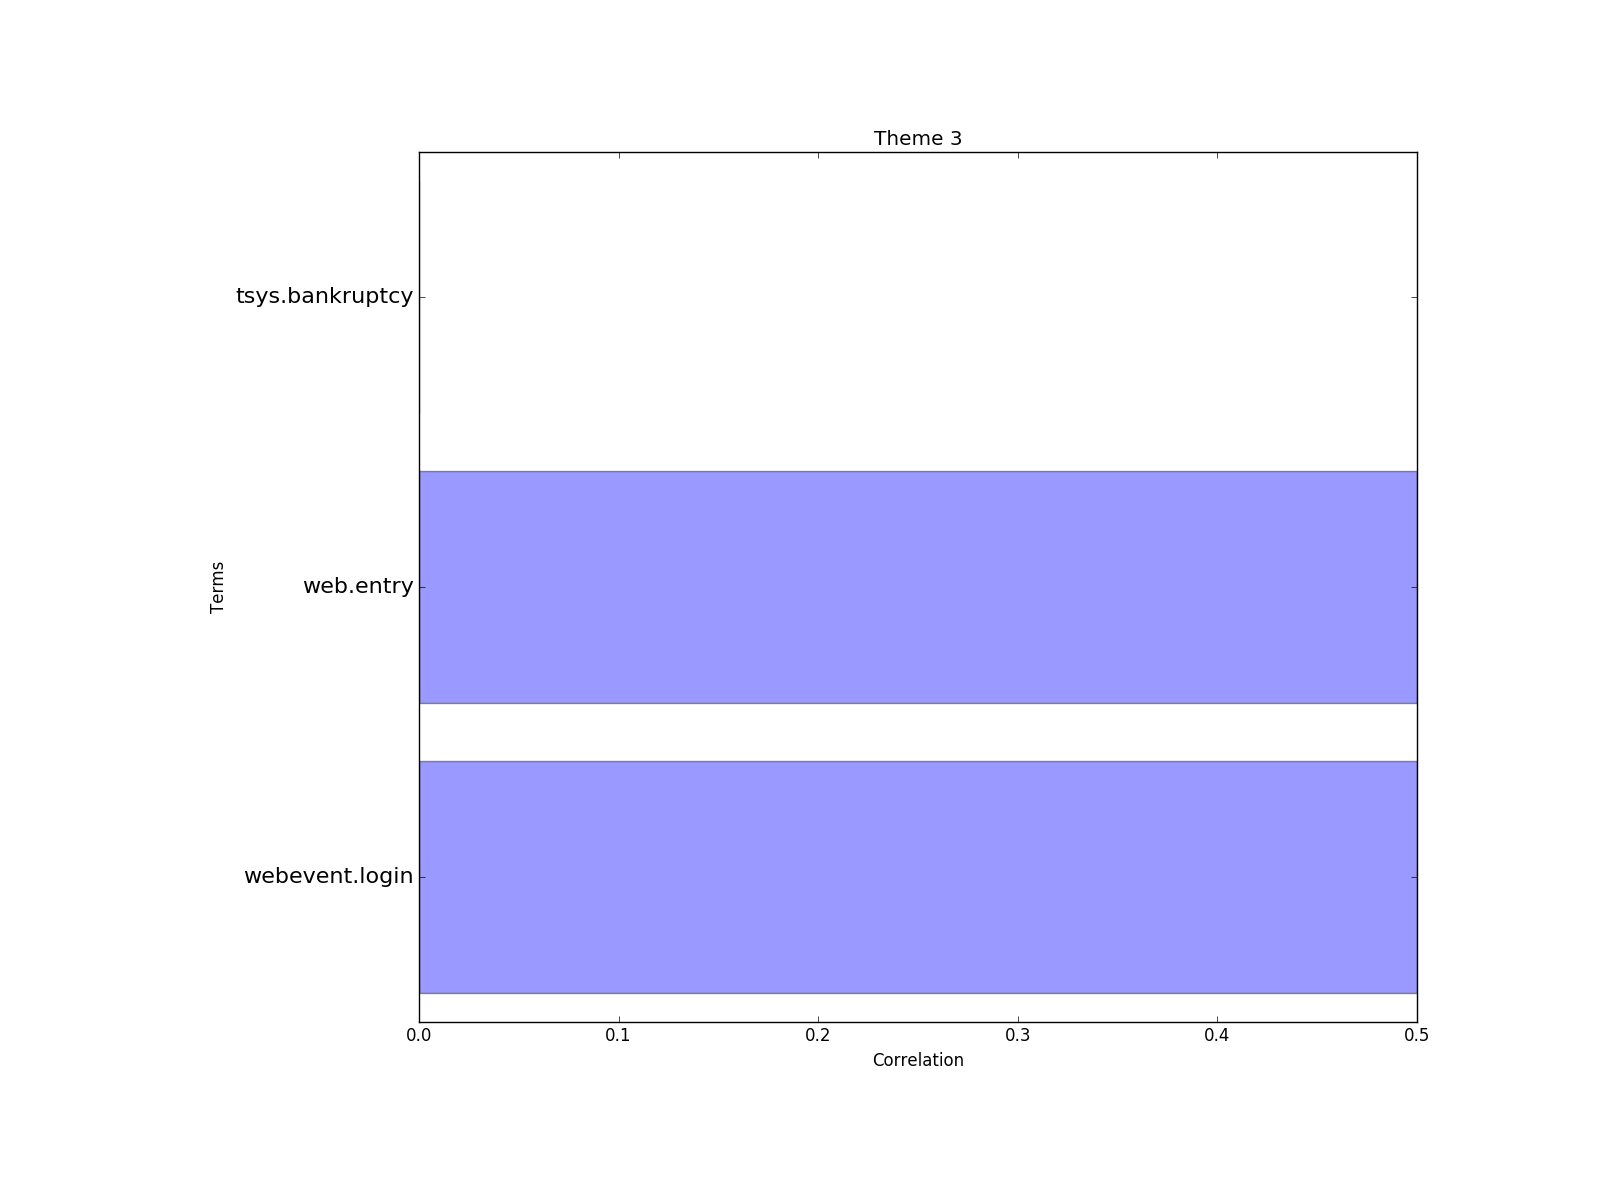 Theme 3
tsys.bankruptcy
web.entry
webevent.login
Terms
0.0 0.1 0.2 0.3 0.4 0.5
Correlation